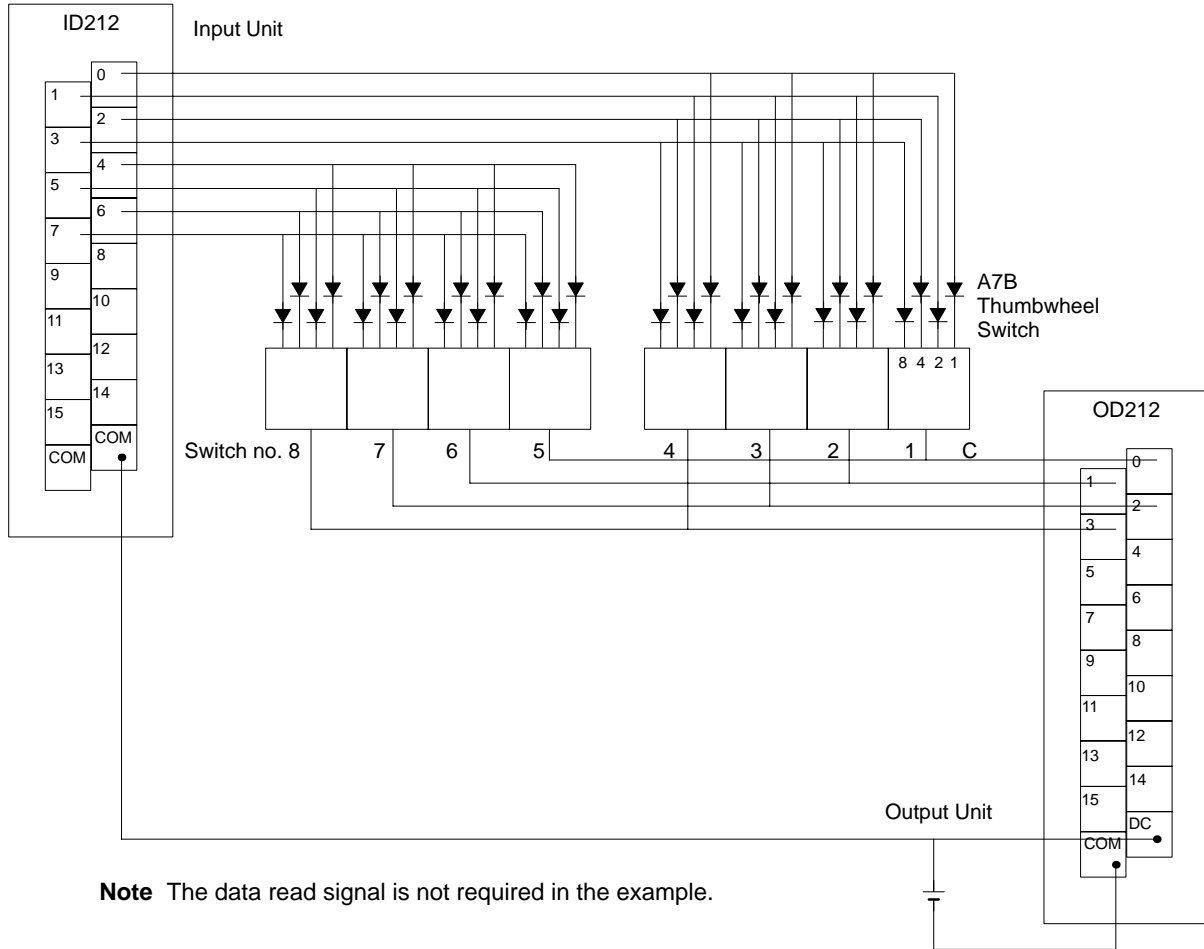 ID212
Input Unit
0
1
2
3
4
5
6
7
8
9
10
11
12
13
14
15
COM
COM
A7B
Thumbwheel
Switch
8 4 2 1
Switch no. 8 7 6 5 4 3 2 1 C
OD212
0
1
2
3
4
5
6
7
8
9
10
11
12
13
14
15
DC
COM
Output Unit
Note The data read signal is not required in the example.